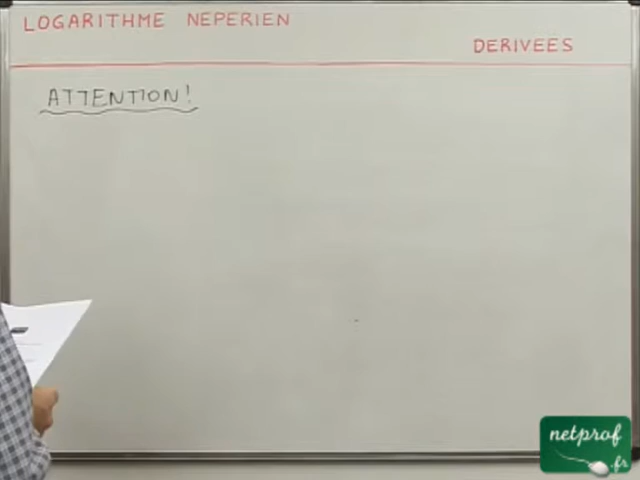 LOGARITHME NEPERIEN
DERIVEES
ATTENTION!
netprof
.fr